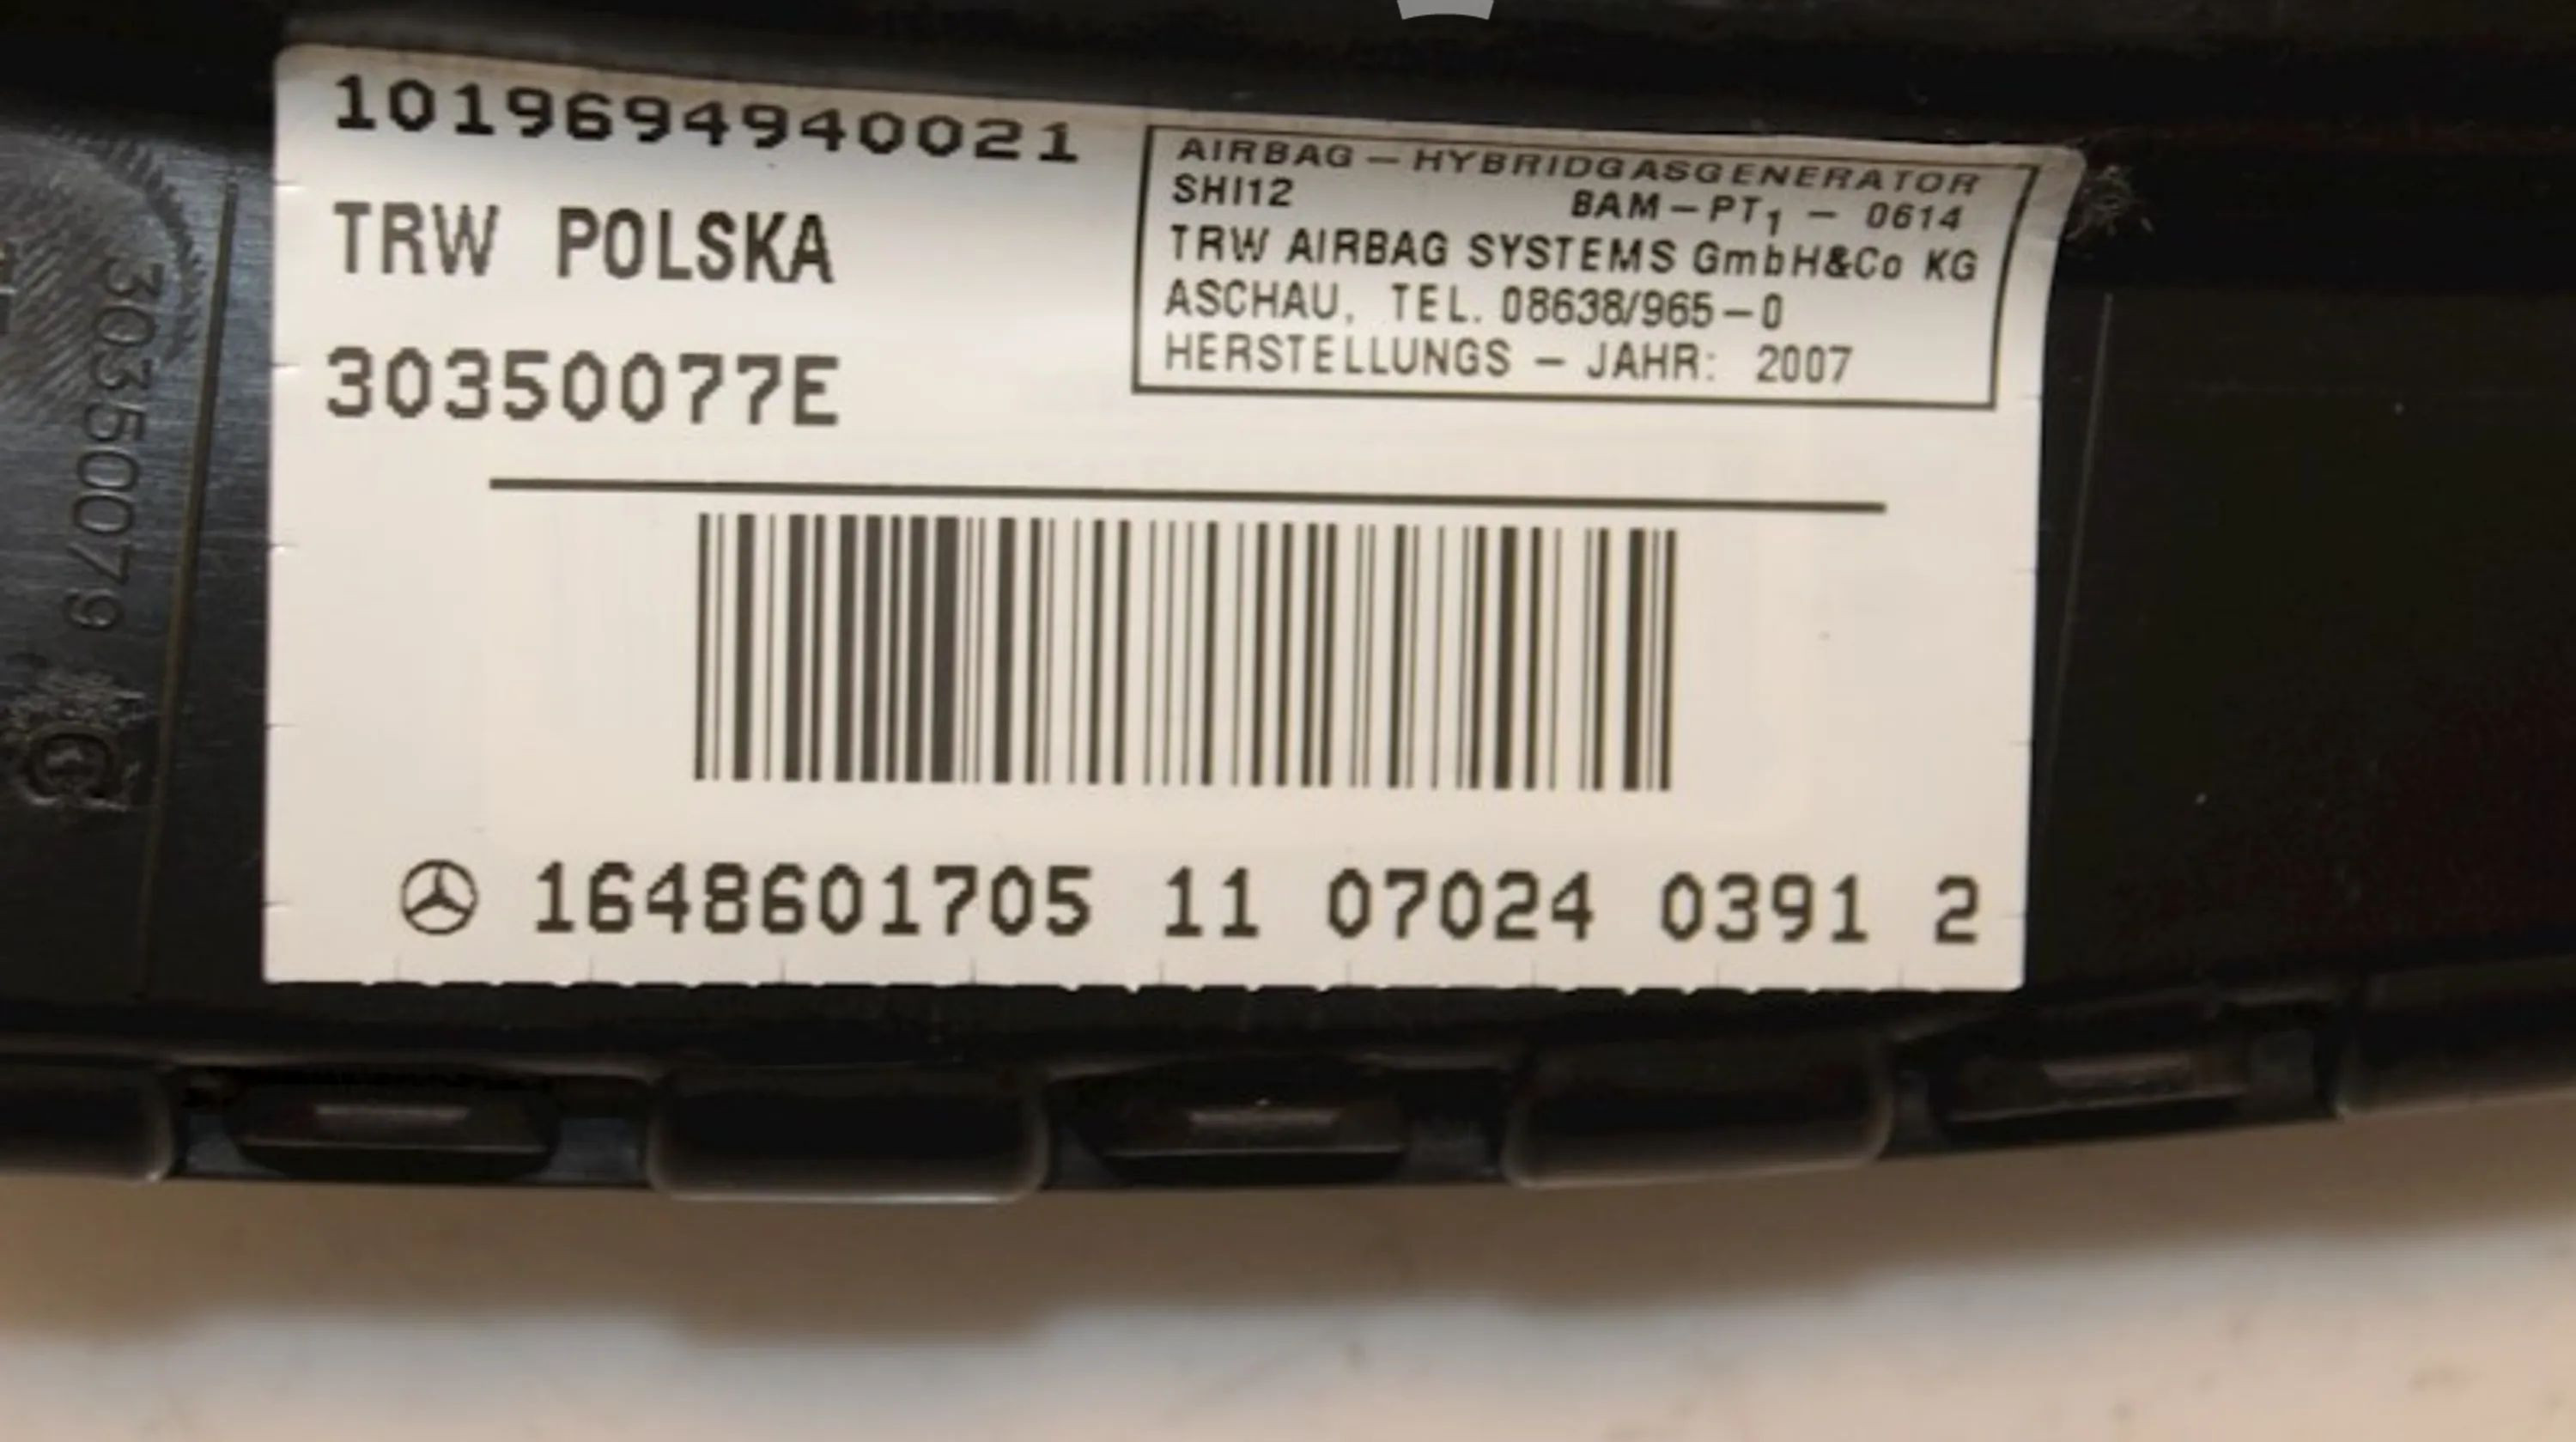 1019694940021
TRW POLSKA
30350077E
AIRBAG – HYBRIDGASGENERATOR
SHI12 BAM – PT1 – 0614
TRW AIRBAG SYSTEMS GmbH&Co KG
ASCHAU, TEL. 08638/965–0
HERSTELLUNGS – JAHR: 2007
1648601705 11 07024 0391 2
30350079